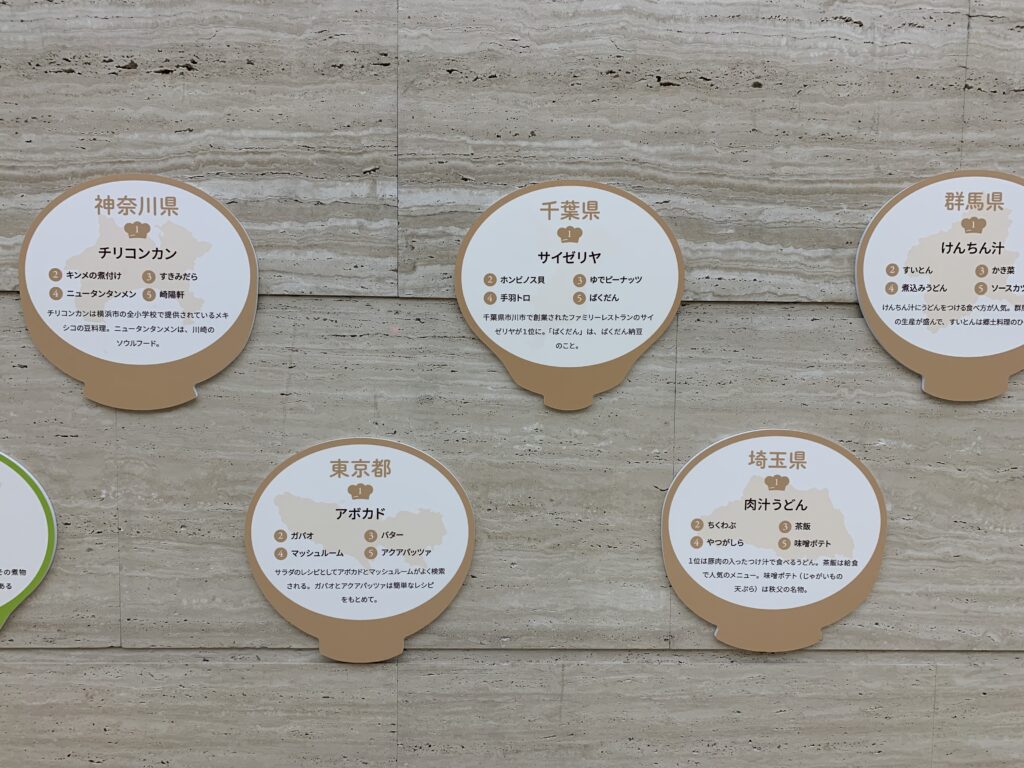 神奈川県
1
チリコンカン
2 キンメの煮付け 3 すきみだら
4 ニュータンタンメン 5 崎陽軒
チリコンカンは横浜市の全小学校で提供されているメキ
シコの豆料理。ニュータンタンメンは、川崎の
ソウルフード。
千葉県
1
サイゼリヤ
2 ホンビノス貝 3 ゆでピーナッツ
4 手羽トロ 5 ばくだん
千葉県市川市で創業されたファミリーレストランのサイ
ゼリヤが1位に。「ばくだん」は、ばくだん納豆
のこと。
群馬県
1
けんちん汁
2 すいとん 3 かき菜
4 煮込みうどん 5 ソースカツ
けんちん汁にうどんをつける食べ方が人気。群馬
の生産が盛んで、すいとんは郷土料理のひ
その煮物
ある
東京都
1
アボカド
2 ガパオ 3 バター
4 マッシュルーム 5 アクアパッツァ
サラダのレシピとしてアボカドとマッシュルームがよく検索
される。ガパオとアクアパッツァは簡単なレシピ
をもとめて。
埼玉県
1
肉汁うどん
2 ちくわぶ 3 茶飯
4 やつがしら 5 味噌ポテト
1位は豚肉の入ったつけ汁で食べるうどん。茶飯は給食
で人気のメニュー。味噌ポテト(じゃがいもの
天ぷら)は秩父の名物。